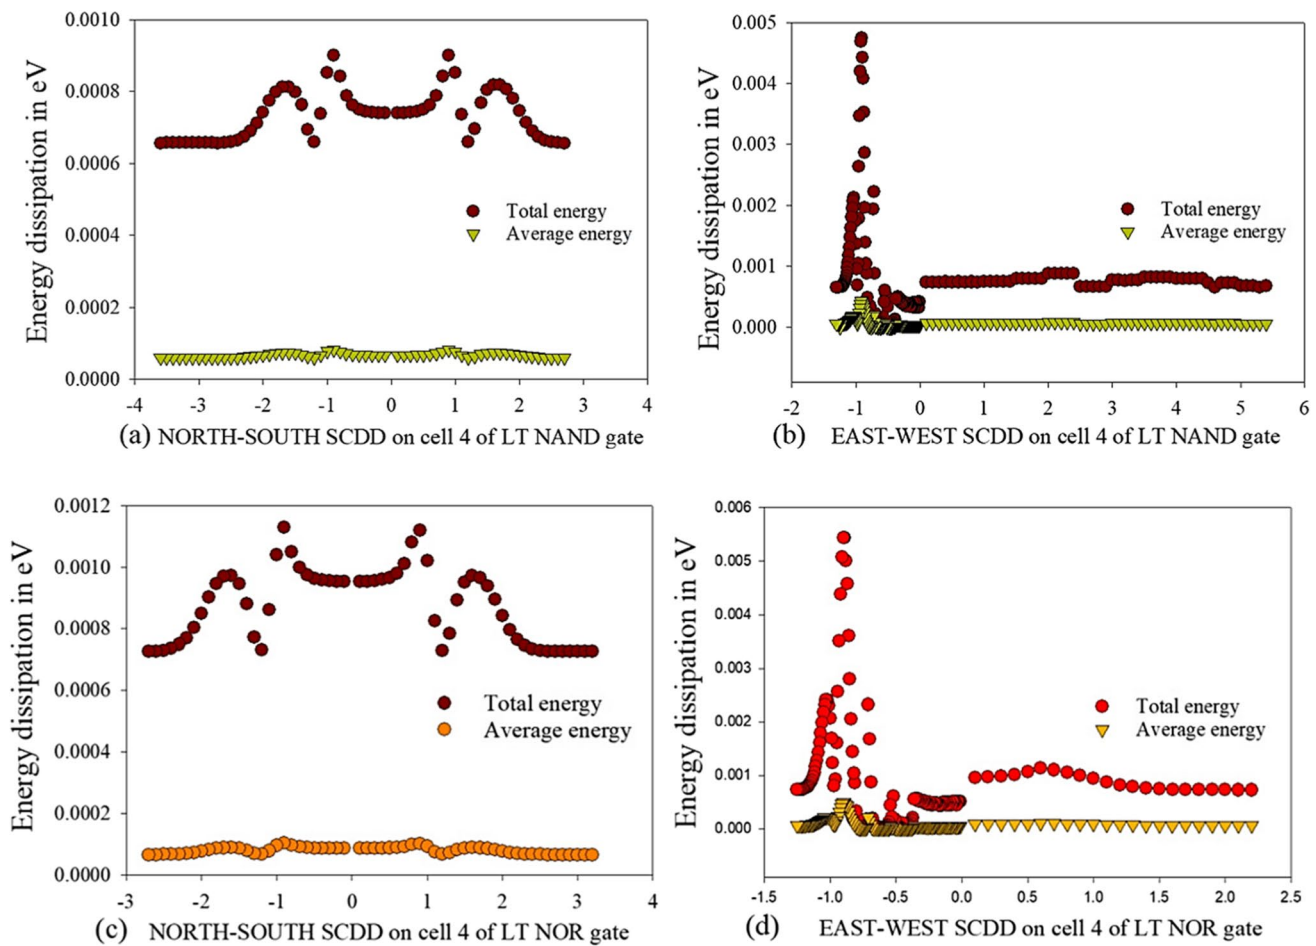 Energy dissipation in eV
0.0010
0.0008
0.0006
0.0004
0.0002
0.0000
Total energy
Average energy
-4 -3 -2 -1 0 1 2 3 4
(a) NORTH-SOUTH SCDD on cell 4 of LT NAND gate
Energy dissipation in eV
0.005
0.004
0.003
0.002
0.001
0.000
Total energy
Average energy
-2 -1 0 1 2 3 4 5 6
(b) EAST-WEST SCDD on cell 4 of LT NAND gate
Energy dissipation in eV
0.0012
0.0010
0.0008
0.0006
0.0004
0.0002
0.0000
Total energy
Average energy
-3 -2 -1 0 1 2 3 4
(c) NORTH-SOUTH SCDD on cell 4 of LT NOR gate
Energy dissipation in eV
0.006
0.005
0.004
0.003
0.002
0.001
0.000
Total energy
Average energy
-1.5 -1.0 -0.5 0.0 0.5 1.0 1.5 2.0 2.5
(d) EAST-WEST SCDD on cell 4 of LT NOR gate